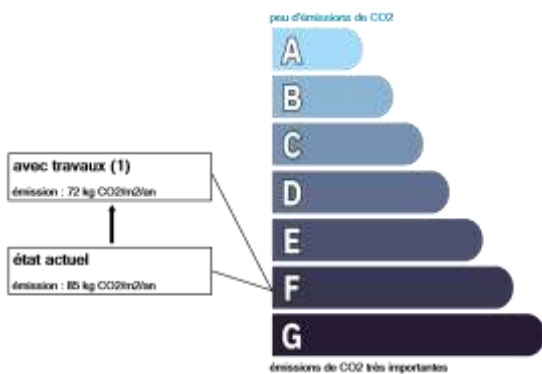 peu d'émissions de CO2
A
B
C
avec travaux (1)
émission : 72 kg CO2/m2/an
D
E
état actuel
émission : 85 kg CO2/m2/an
F
G
émissions de CO2 très importantes